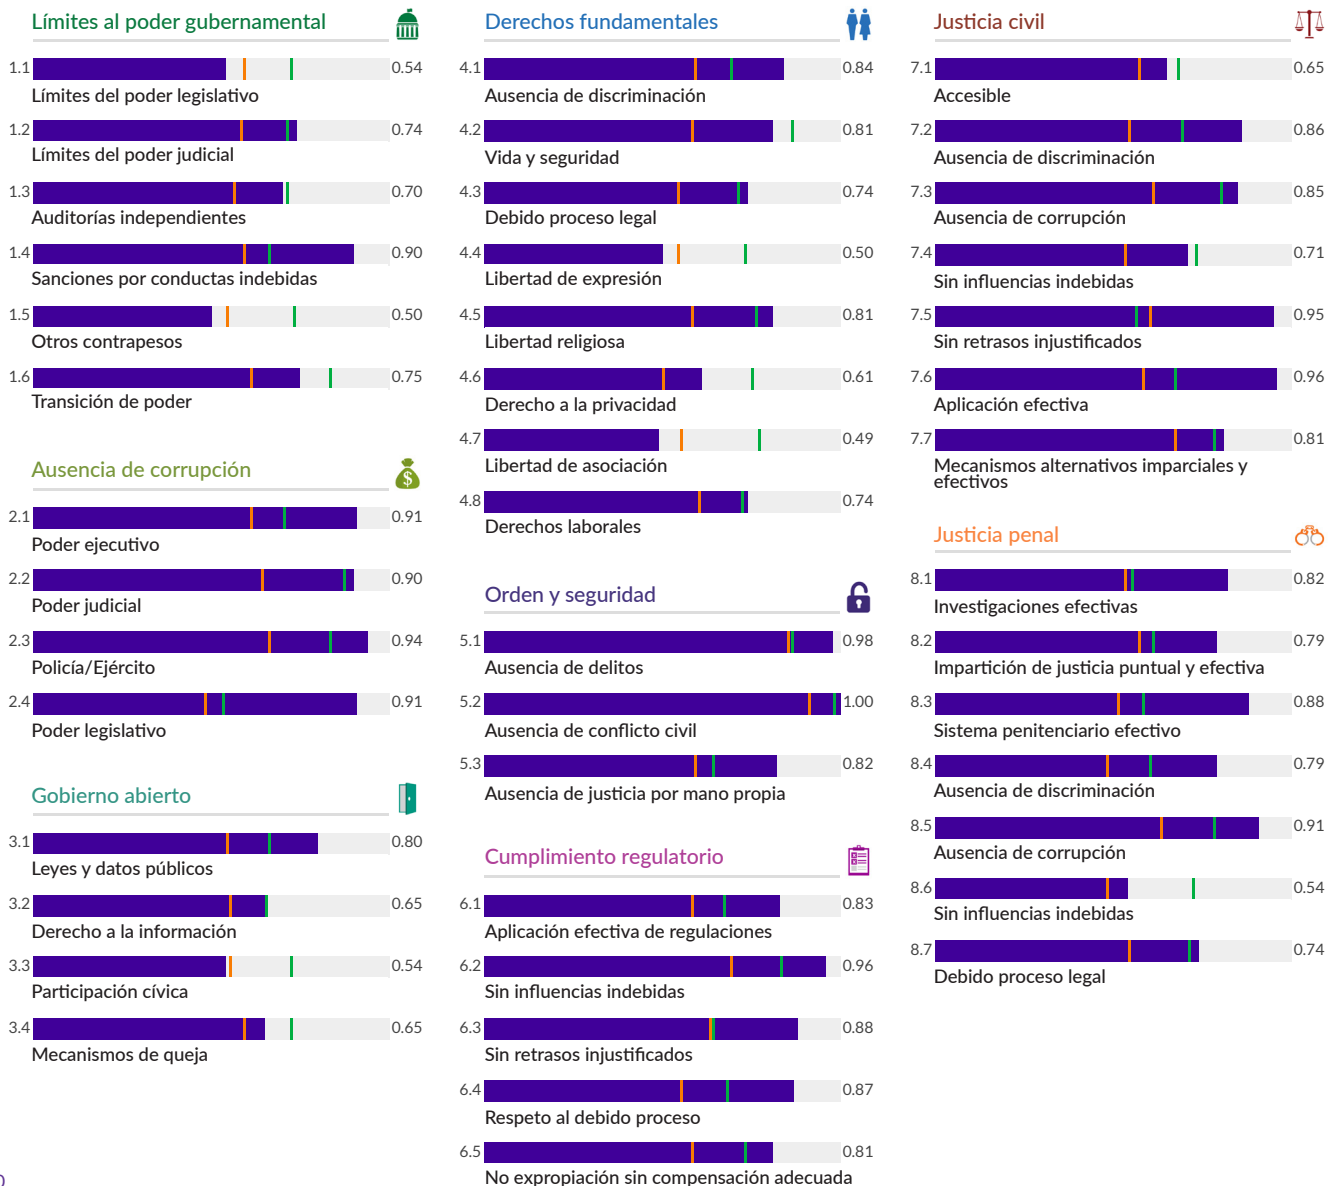 Límites al poder gubernamental
1.1 0.54
Límites del poder legislativo
1.2 0.74
Límites del poder judicial
1.3 0.70
Auditorías independientes
1.4 0.90
Sanciones por conductas indebidas
1.5 0.50
Otros contrapesos
1.6 0.75
Transición de poder
Ausencia de corrupción
$
2.1 0.91
Poder ejecutivo
2.2 0.90
Poder judicial
2.3 0.94
Policía/Ejército
2.4 0.91
Poder legislativo
Gobierno abierto
3.1 0.80
Leyes y datos públicos
3.2 0.65
Derecho a la información
3.3 0.54
Participación cívica
3.4 0.65
Mecanismos de queja
Derechos fundamentales
4.1 0.84
Ausencia de discriminación
4.2 0.81
Vida y seguridad
4.3 0.74
Debido proceso legal
4.4 0.50
Libertad de expresión
4.5 0.81
Libertad religiosa
4.6 0.61
Derecho a la privacidad
4.7 0.49
Libertad de asociación
4.8 0.74
Derechos laborales
Orden y seguridad
5.1 0.98
Ausencia de delitos
5.2 1.00
Ausencia de conflicto civil
5.3 0.82
Ausencia de justicia por mano propia
Cumplimiento regulatorio
6.1 0.83
Aplicación efectiva de regulaciones
6.2 0.96
Sin influencias indebidas
6.3 0.88
Sin retrasos injustificados
6.4 0.87
Respeto al debido proceso
6.5 0.81
No expropiación sin compensación adecuada
Justicia civil
7.1 0.65
Accesible
7.2 0.86
Ausencia de discriminación
7.3 0.85
Ausencia de corrupción
7.4 0.71
Sin influencias indebidas
7.5 0.95
Sin retrasos injustificados
7.6 0.96
Aplicación efectiva
7.7 0.81
Mecanismos alternativos imparciales y
efectivos
Justicia penal
8.1 0.82
Investigaciones efectivas
8.2 0.79
Impartición de justicia puntual y efectiva
8.3 0.88
Sistema penitenciario efectivo
8.4 0.79
Ausencia de discriminación
8.5 0.91
Ausencia de corrupción
8.6 0.54
Sin influencias indebidas
8.7 0.74
Debido proceso legal